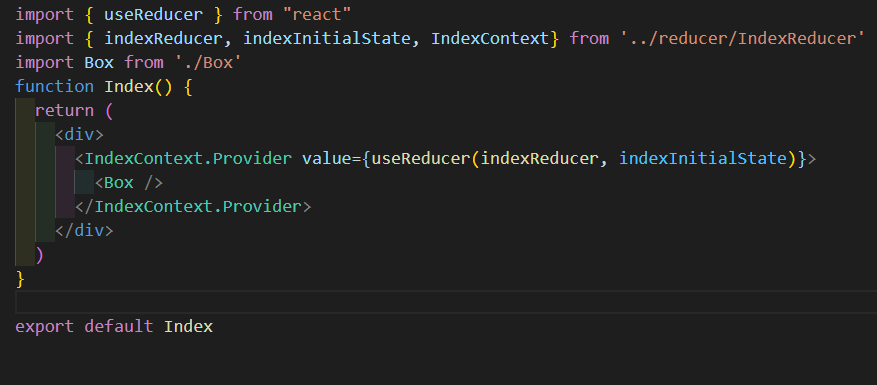 import { useReducer } from "react"
import { indexReducer, indexInitialState, IndexContext} from '../reducer/IndexReducer'
import Box from './Box'
function Index() {
  return (
    <div>
      <IndexContext.Provider value={useReducer(indexReducer, indexInitialState)}>
        <Box />
      </IndexContext.Provider>
    </div>
  )
}
export default Index